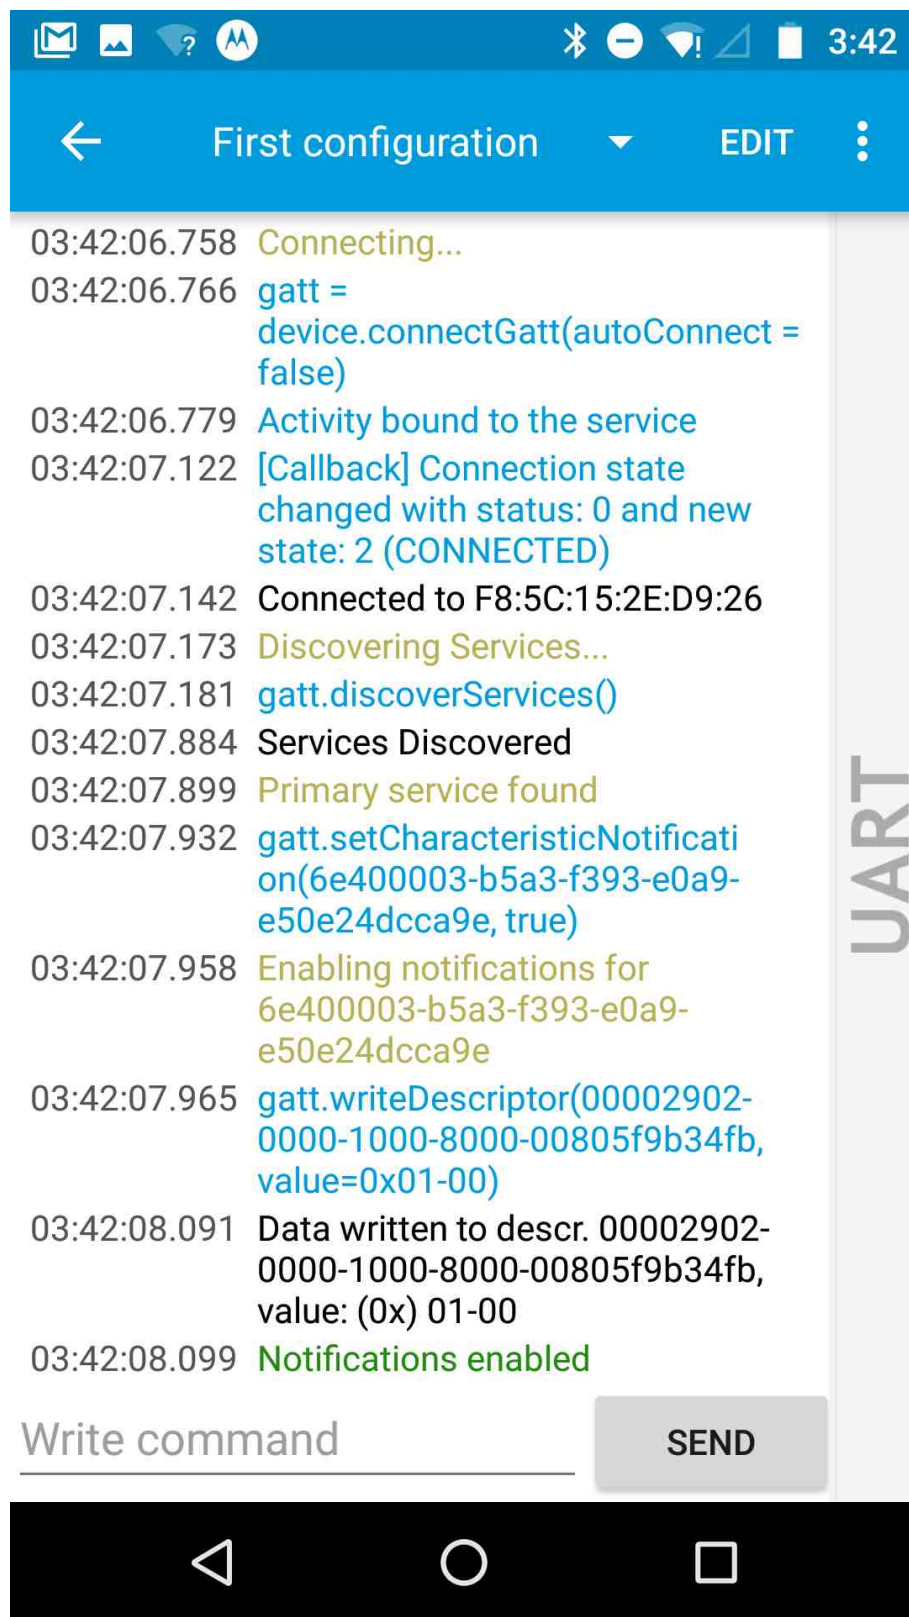 3:42
First configuration EDIT
03:42:06.758 Connecting...
03:42:06.766 gatt =
device.connectGatt(autoConnect =
false)
03:42:06.779 Activity bound to the service
03:42:07.122 [Callback] Connection state
changed with status: 0 and new
state: 2 (CONNECTED)
03:42:07.142 Connected to F8:5C:15:2E:D9:26
03:42:07.173 Discovering Services...
03:42:07.181 gatt.discoverServices()
03:42:07.884 Services Discovered
03:42:07.899 Primary service found
03:42:07.932 gatt.setCharacteristicNotificati
on(6e400003-b5a3-f393-e0a9-
e50e24dcca9e, true)
03:42:07.958 Enabling notifications for
6e400003-b5a3-f393-e0a9-
e50e24dcca9e
03:42:07.965 gatt.writeDescriptor(00002902-
0000-1000-8000-00805f9b34fb,
value=0x01-00)
03:42:08.091 Data written to descr. 00002902-
0000-1000-8000-00805f9b34fb,
value: (0x) 01-00
03:42:08.099 Notifications enabled
Write command SEND
UART